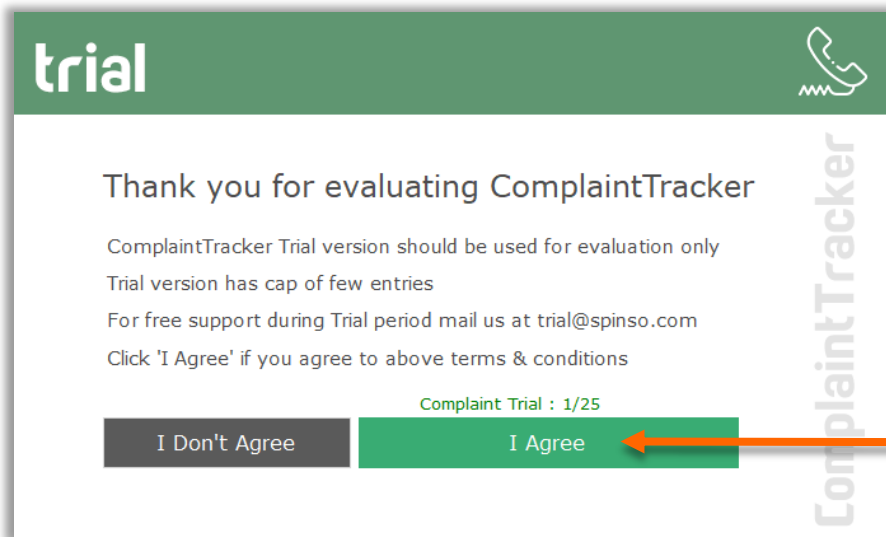 trial
Thank you for evaluating ComplaintTracker
ComplaintTracker Trial version should be used for evaluation only
Trial version has cap of few entries
For free support during Trial period mail us at trial@spinso.com
Click 'I Agree' if you agree to above terms & conditions
Complaint Trial : 1/25
I Don't Agree
I Agree
ComplaintTracker